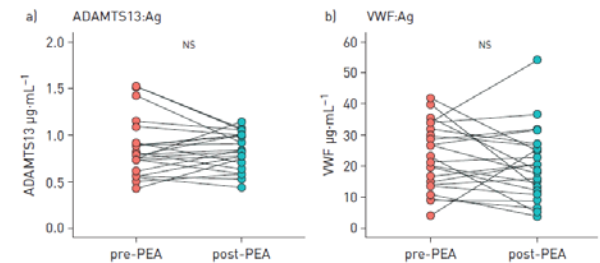 a) ADAMTS13:Ag
NS
2.0
1.5
1.0
0.5
0.0
ADAMTS13 µg·mL⁻¹
pre-PEA post-PEA
b) VWF:Ag
NS
60
50
40
30
20
10
0
VWF µg·mL⁻¹
pre-PEA post-PEA